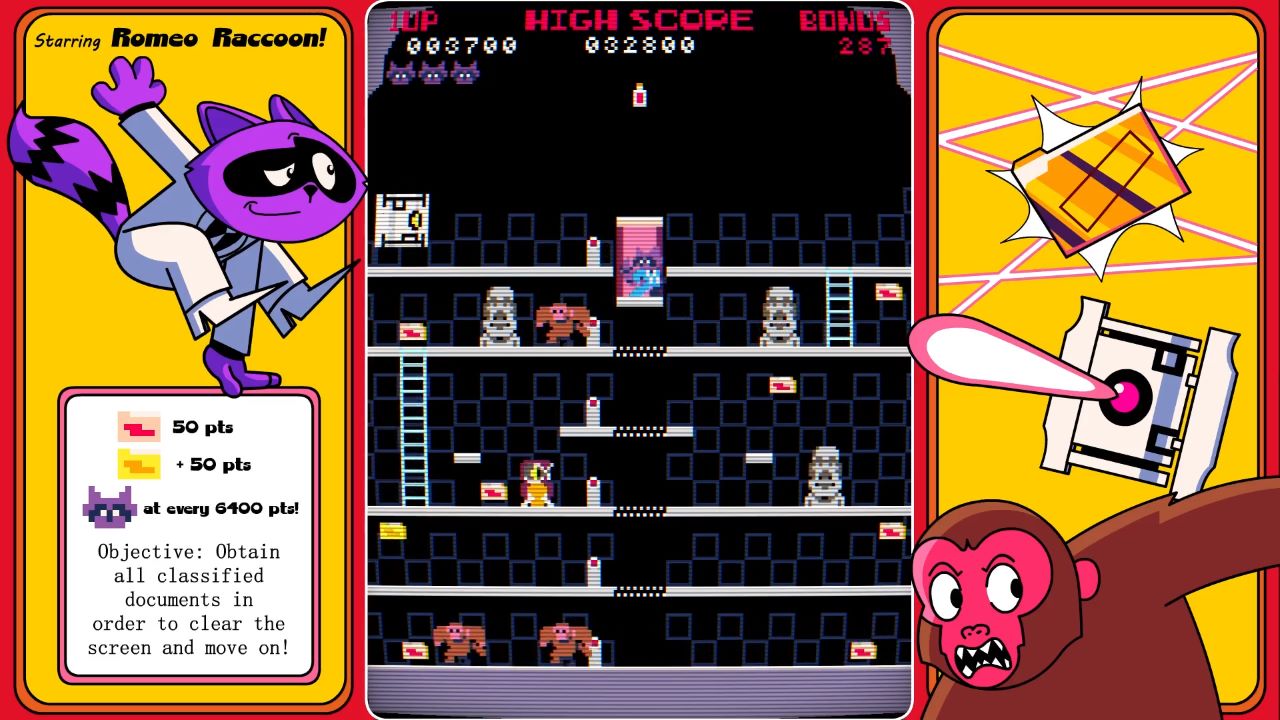 Starring Romeo Raccoon!
1UP HIGH SCORE BONUS
003700 032800 287
50 pts
+ 50 pts
at every 6400 pts!
Objective: Obtain
all classified
documents in
order to clear the
screen and move on!